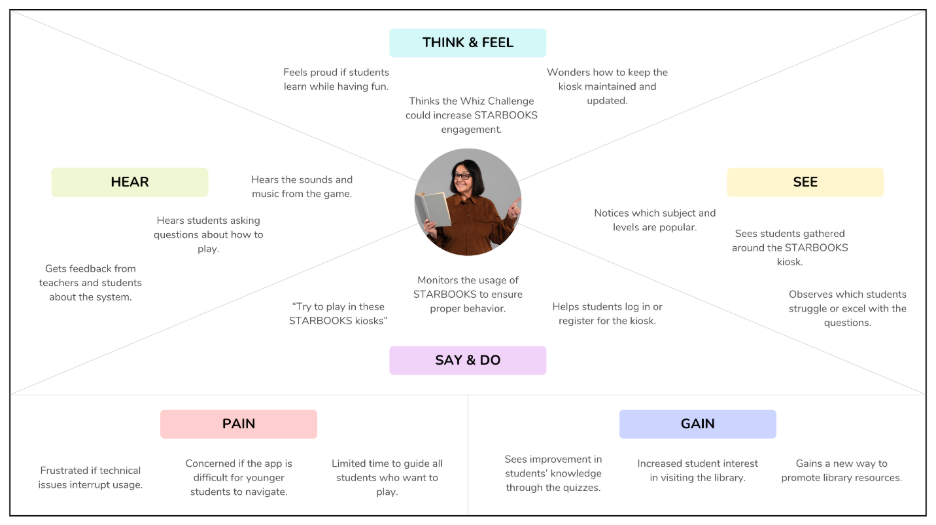 THINK & FEEL
Feels proud if students
learn while having fun.
Thinks the Whiz Challenge
could increase STARBOOKS
engagement.
Wonders how to keep the
kiosk maintained and
updated.
HEAR
Hears the sounds and
music from the game.
Hears students asking
questions about how to
play.
Gets feedback from
teachers and students
about the system.
SEE
Notices which subject and
levels are popular.
Sees students gathered
around the STARBOOKS
kiosk.
Observes which students
struggle or excel with the
questions.
"Try to play in these
STARBOOKS kiosks"
Monitors the usage of
STARBOOKS to ensure
proper behavior.
Helps students log in or
register for the kiosk.
SAY & DO
PAIN
Frustrated if technical
issues interrupt usage.
Concerned if the app is
difficult for younger
students to navigate.
Limited time to guide all
students who want to
play.
GAIN
Sees improvement in
students' knowledge
through the quizzes.
Increased student interest
in visiting the library.
Gains a new way to
promote library resources.